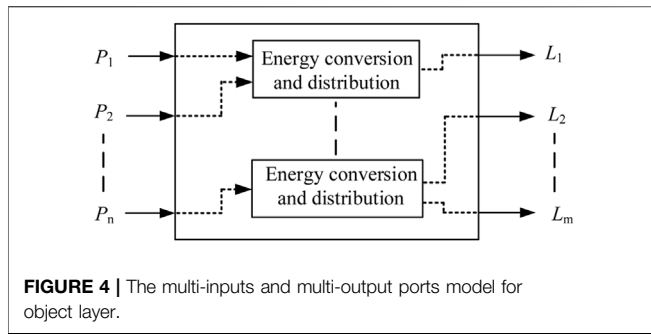 P1
Energy conversion
and distribution
L1
P2
L2
Energy conversion
and distribution
Pn
Lm
FIGURE 4 | The multi-inputs and multi-output ports model for
object layer.